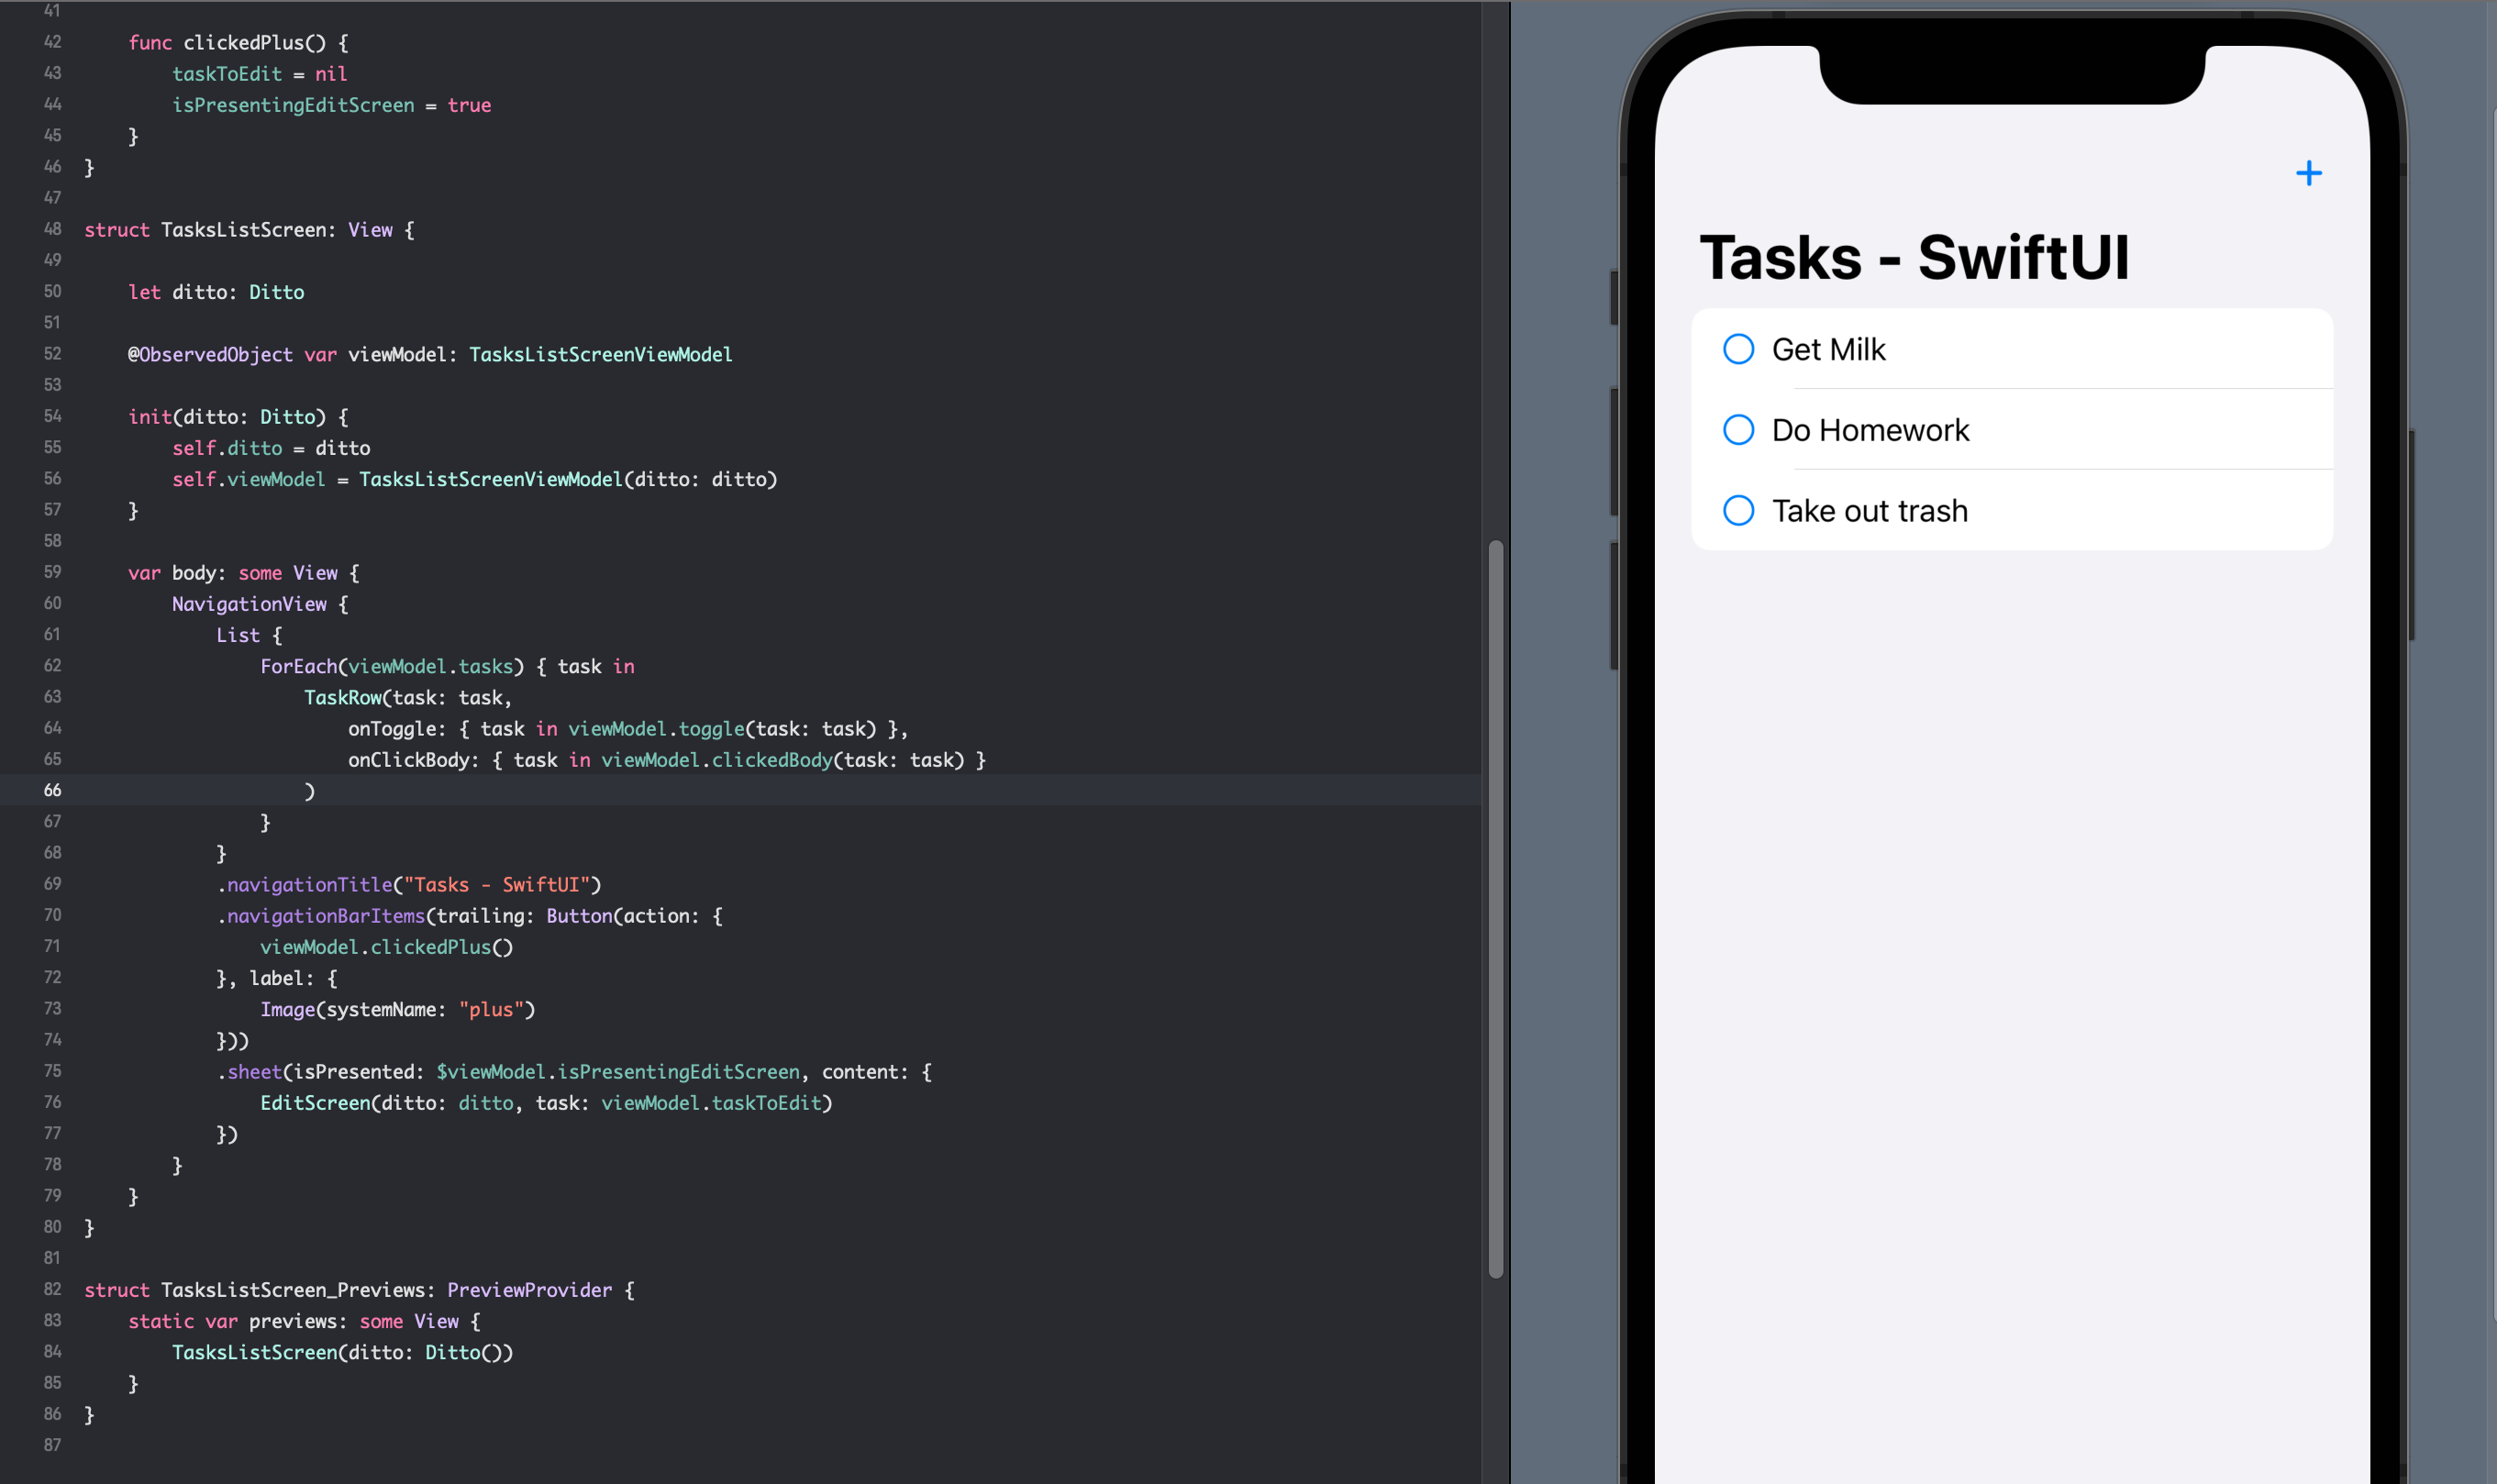 41
42 func clickedPlus() {
43 taskToEdit = nil
44 isPresentingEditScreen = true
45 }
46 }
47
48 struct TasksListScreen: View {
49
50 let ditto: Ditto
51
52 @ObservedObject var viewModel: TasksListScreenViewModel
53
54 init(ditto: Ditto) {
55 self.ditto = ditto
56 self.viewModel = TasksListScreenViewModel(ditto: ditto)
57 }
58
59 var body: some View {
60 NavigationView {
61 List {
62 ForEach(viewModel.tasks) { task in
63 TaskRow(task: task,
64 onToggle: { task in viewModel.toggle(task: task) },
65 onClickBody: { task in viewModel.clickedBody(task: task) }
66 )
67 }
68 }
69 .navigationTitle("Tasks - SwiftUI")
70 .navigationBarItems(trailing: Button(action: {
71 viewModel.clickedPlus()
72 }, label: {
73 Image(systemName: "plus")
74 }))
75 .sheet(isPresented: $viewModel.isPresentingEditScreen, content: {
76 EditScreen(ditto: ditto, task: viewModel.taskToEdit)
77 })
78 }
79 }
80 }
81
82 struct TasksListScreen_Previews: PreviewProvider {
83 static var previews: some View {
84 TasksListScreen(ditto: Ditto())
85 }
86 }
87
+
Tasks - SwiftUI
Get Milk
Do Homework
Take out trash